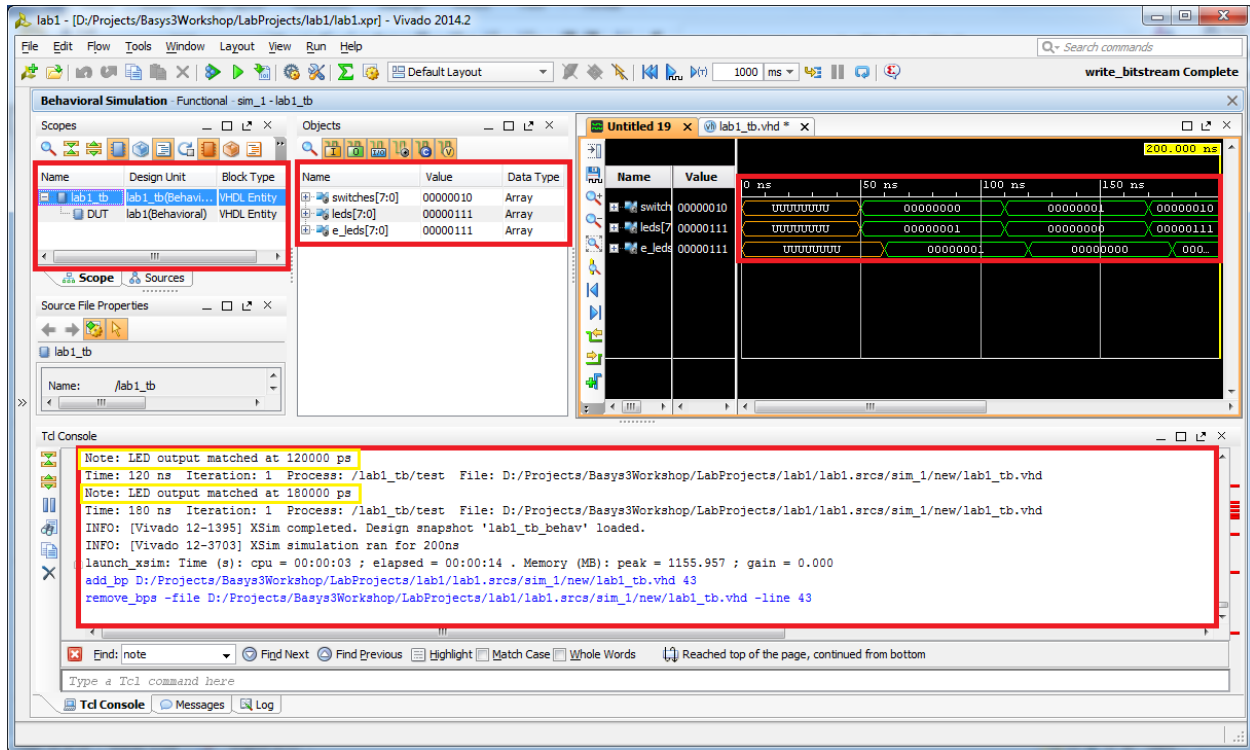 lab1 - [D:/Projects/Basys3Workshop/LabProjects/lab1/lab1.xpr] - Vivado 2014.2
File Edit Flow Tools Window Layout View Run Help
Q- Search commands
Default Layout
1000 ms
write_bitstream Complete
Behavioral Simulation - Functional - sim_1 - lab1_tb
Scopes
Name Design Unit Block Type
lab1_tb lab1_tb(Behavi... VHDL Entity
DUT lab1(Behavioral) VHDL Entity
Scope Sources
Source File Properties
lab1_tb
Name: /lab1_tb
Objects
Name Value Data Type
switches[7:0] 00000010 Array
leds[7:0] 00000111 Array
e_leds[7:0] 00000111 Array
Untitled 19 lab1_tb.vhd *
200.000 ns
Name Value
0 ns 50 ns 100 ns 150 ns
switch 00000010 UUUUUUUU 00000000 00000001 00000010
leds[7 00000111 UUUUUUUU 00000001 00000000 00000111
e_leds 00000111 UUUUUUUU 00000001 00000000 000...
Tcl Console
Note: LED output matched at 120000 ps
Time: 120 ns Iteration: 1 Process: /lab1_tb/test File: D:/Projects/Basys3Workshop/LabProjects/lab1/lab1.srcs/sim_1/new/lab1_tb.vhd
Note: LED output matched at 180000 ps
Time: 180 ns Iteration: 1 Process: /lab1_tb/test File: D:/Projects/Basys3Workshop/LabProjects/lab1/lab1.srcs/sim_1/new/lab1_tb.vhd
INFO: [Vivado 12-1395] XSim completed. Design snapshot 'lab1_tb_behav' loaded.
INFO: [Vivado 12-3703] XSim simulation ran for 200ns
launch_xsim: Time (s): cpu = 00:00:03 ; elapsed = 00:00:14 . Memory (MB): peak = 1155.957 ; gain = 0.000
add_bp D:/Projects/Basys3Workshop/LabProjects/lab1/lab1.srcs/sim_1/new/lab1_tb.vhd 43
remove_bps -file D:/Projects/Basys3Workshop/LabProjects/lab1/lab1.srcs/sim_1/new/lab1_tb.vhd -line 43
Find: note Find Next Find Previous Highlight Match Case Whole Words Reached top of the page, continued from bottom
Type a Tcl command here
Tcl Console Messages Log